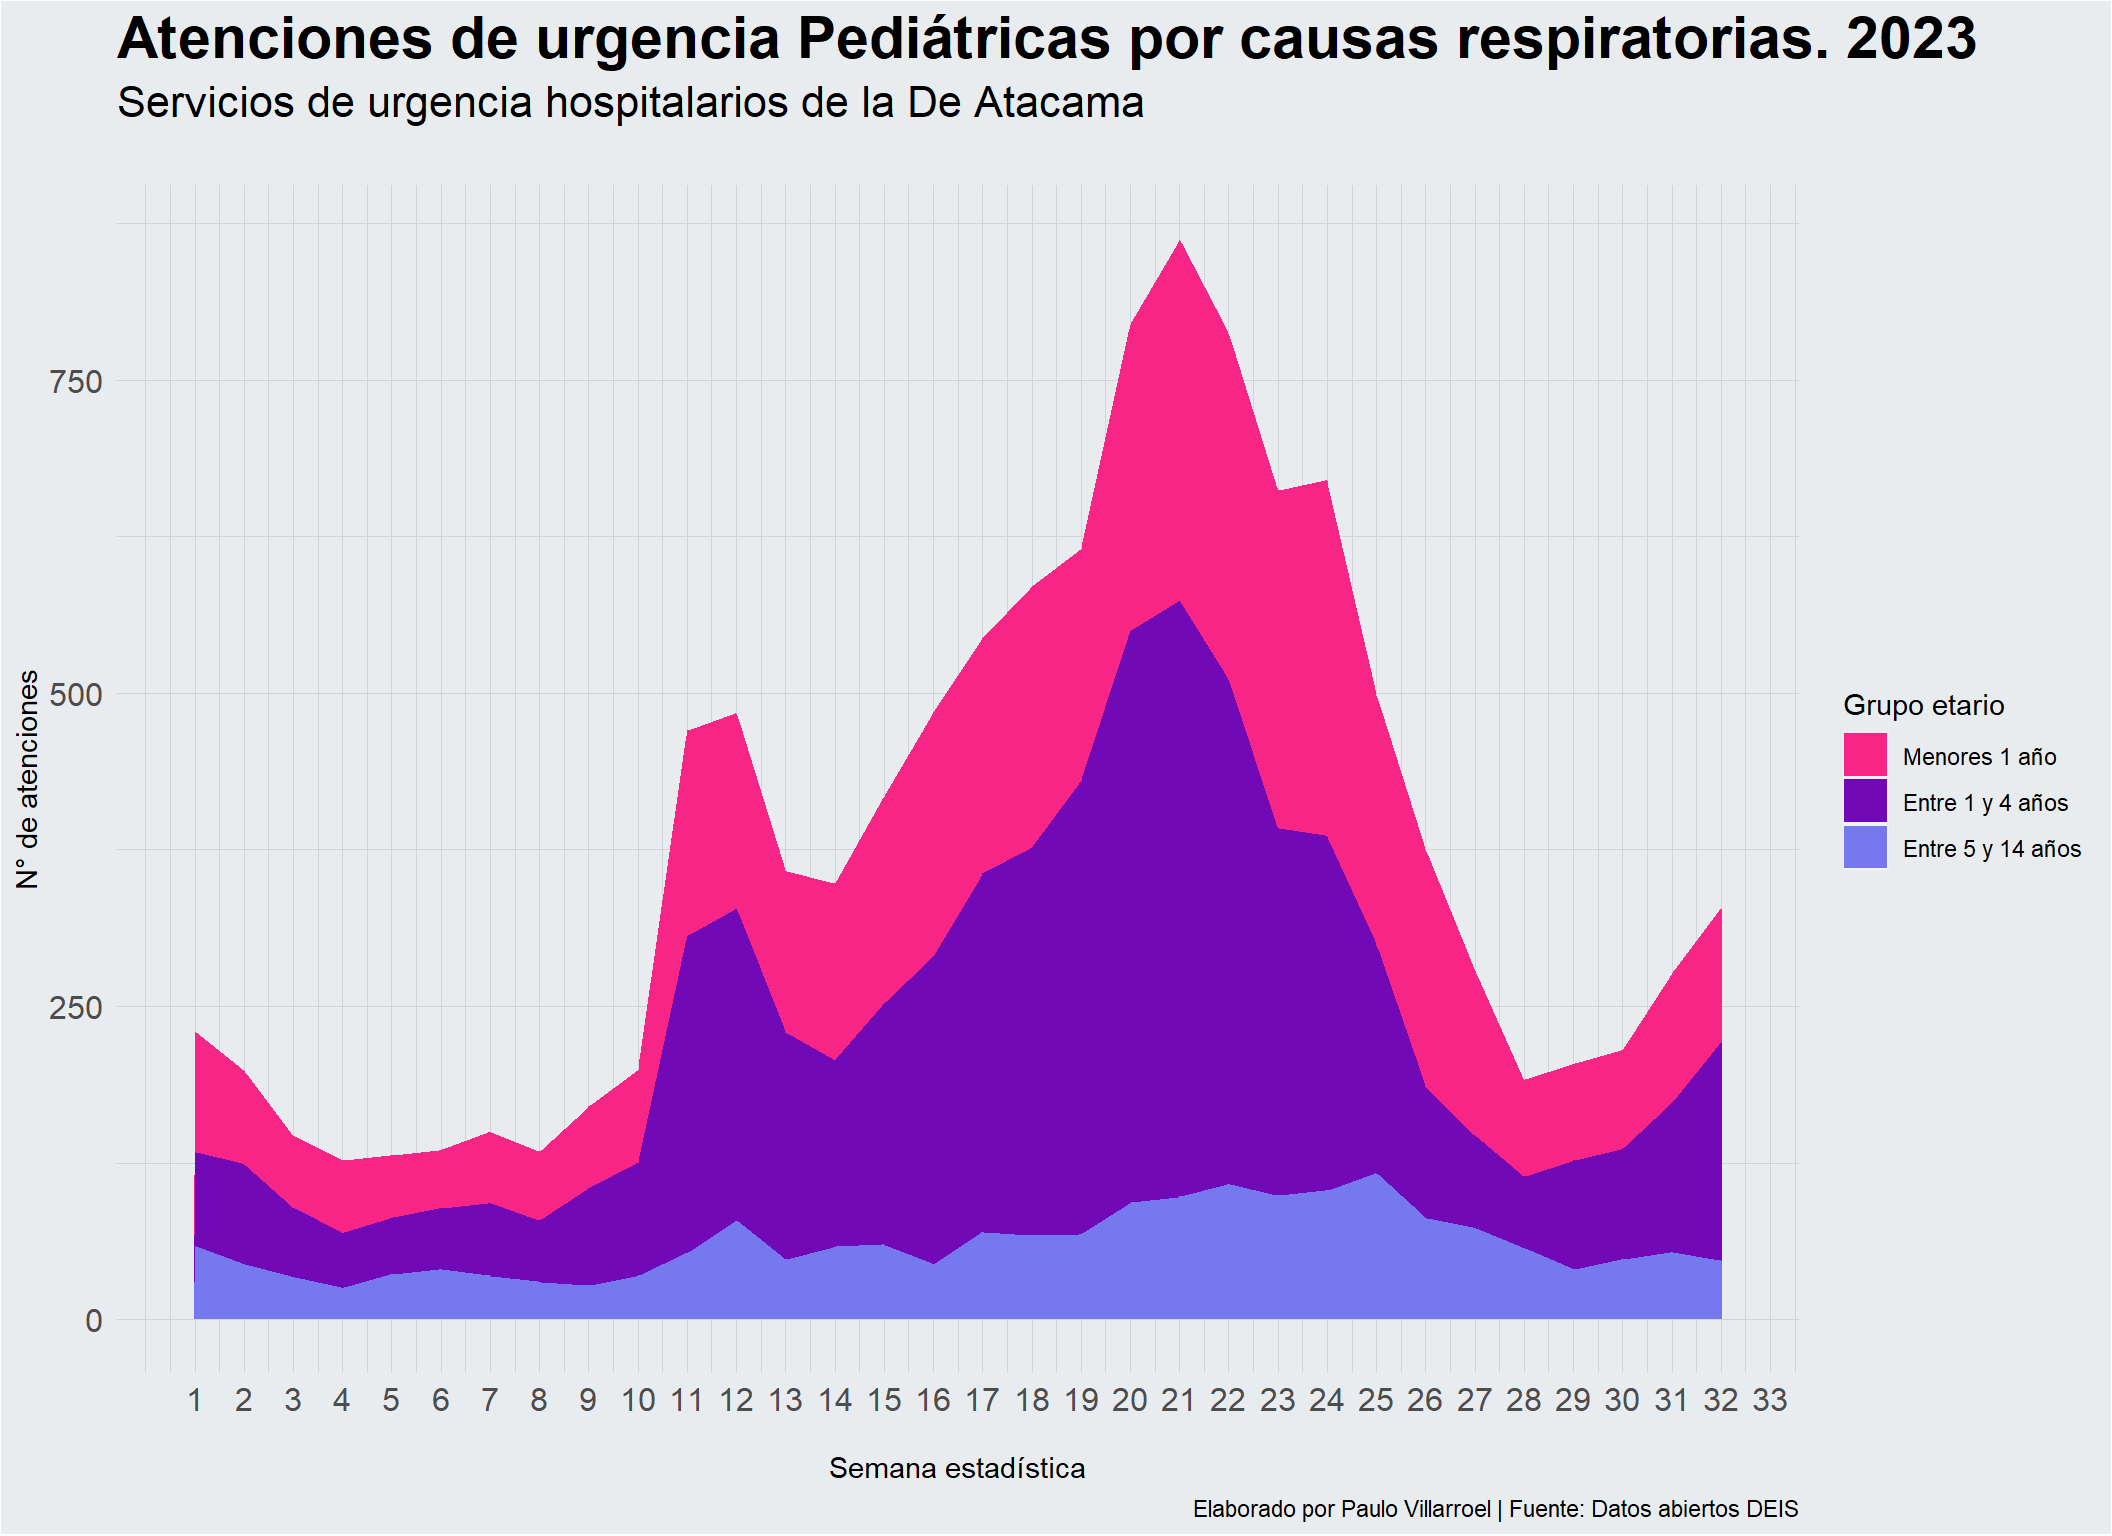 Atenciones de urgencia Pediátricas por causas respiratorias. 2023
Servicios de urgencia hospitalarios de la De Atacama
N° de atenciones
750
500
250
0
1 2 3 4 5 6 7 8 9 10 11 12 13 14 15 16 17 18 19 20 21 22 23 24 25 26 27 28 29 30 31 32 33
Semana estadística
Grupo etario
Menores 1 año
Entre 1 y 4 años
Entre 5 y 14 años
Elaborado por Paulo Villarroel | Fuente: Datos abiertos DEIS